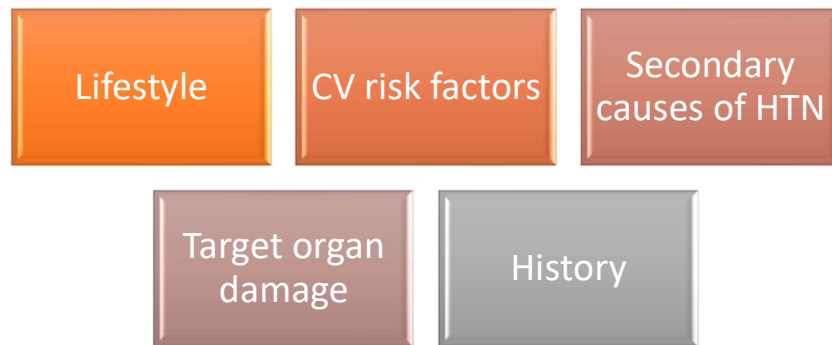 Lifestyle
CV risk factors
Secondary
causes of HTN
Target organ
damage
History